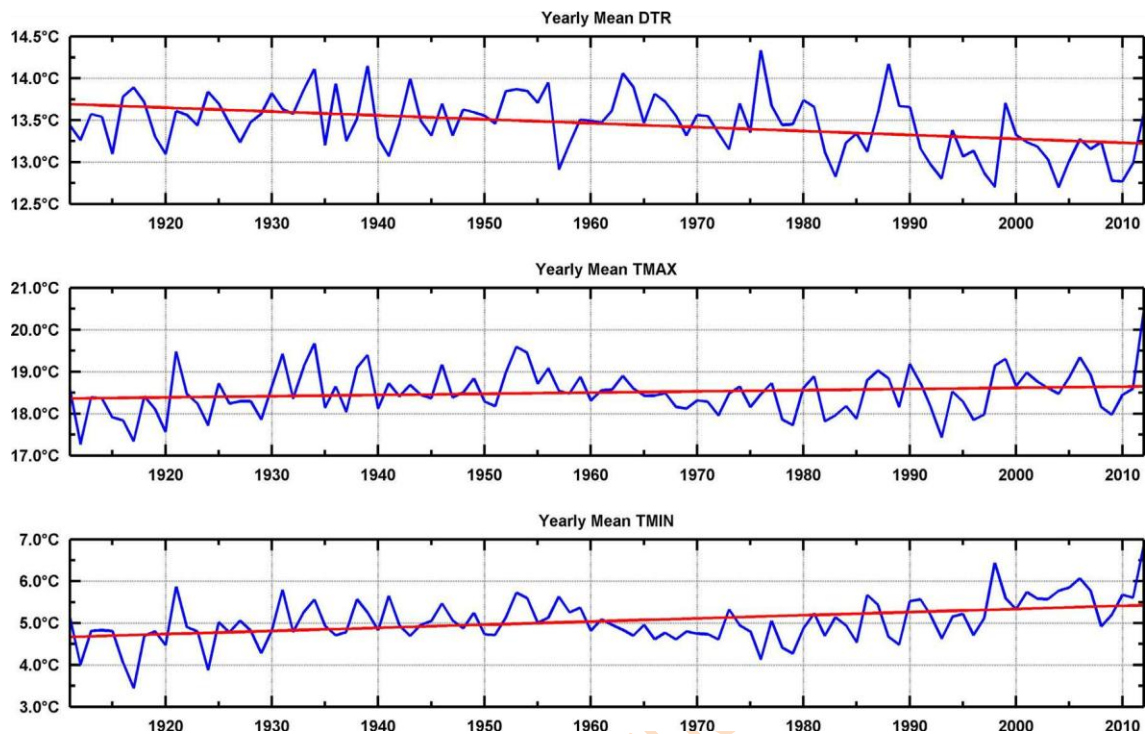 Yearly Mean DTR
14.5°C
14.0°C
13.5°C
13.0°C
12.5°C
1920 1930 1940 1950 1960 1970 1980 1990 2000 2010
Yearly Mean TMAX
21.0°C
20.0°C
19.0°C
18.0°C
17.0°C
1920 1930 1940 1950 1960 1970 1980 1990 2000 2010
Yearly Mean TMIN
7.0°C
6.0°C
5.0°C
4.0°C
3.0°C
1920 1930 1940 1950 1960 1970 1980 1990 2000 2010